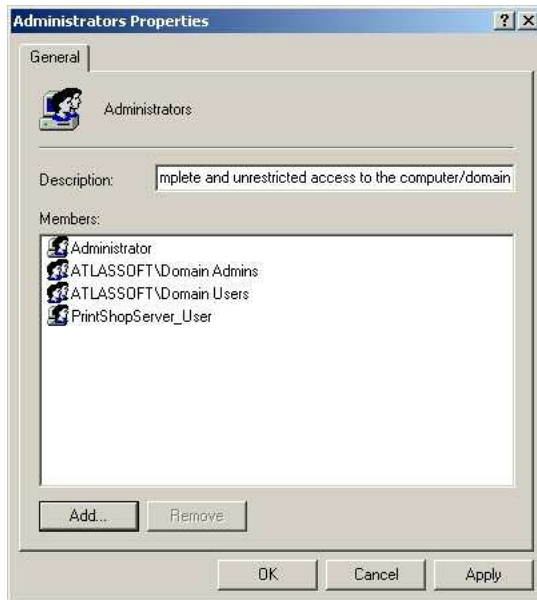 Administrators Properties
General
Administrators
Description: mplete and unrestricted access to the computer/domain
Members:
Administrator
ATLASSOFT\Domain Admins
ATLASSOFT\Domain Users
PrintShopServer_User
Add... Remove
OK Cancel Apply